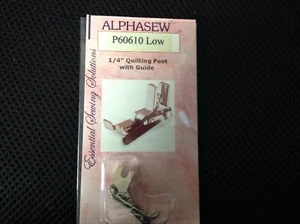 ALPHASEW
P60610 Low
1/4" Quilting Foot
with Guide
Essential Sewing Solutions